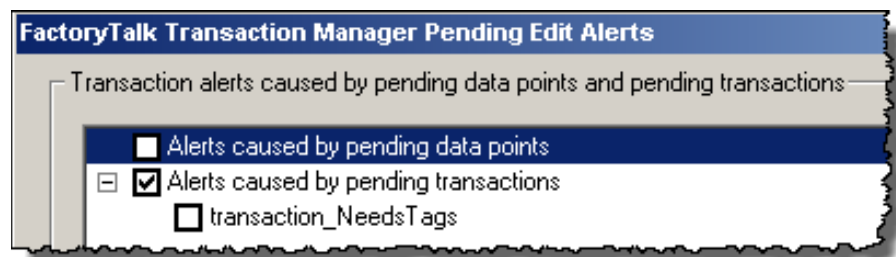 FactoryTalk Transaction Manager Pending Edit Alerts
Transaction alerts caused by pending data points and pending transactions
Alerts caused by pending data points
Alerts caused by pending transactions
transaction_NeedsTags